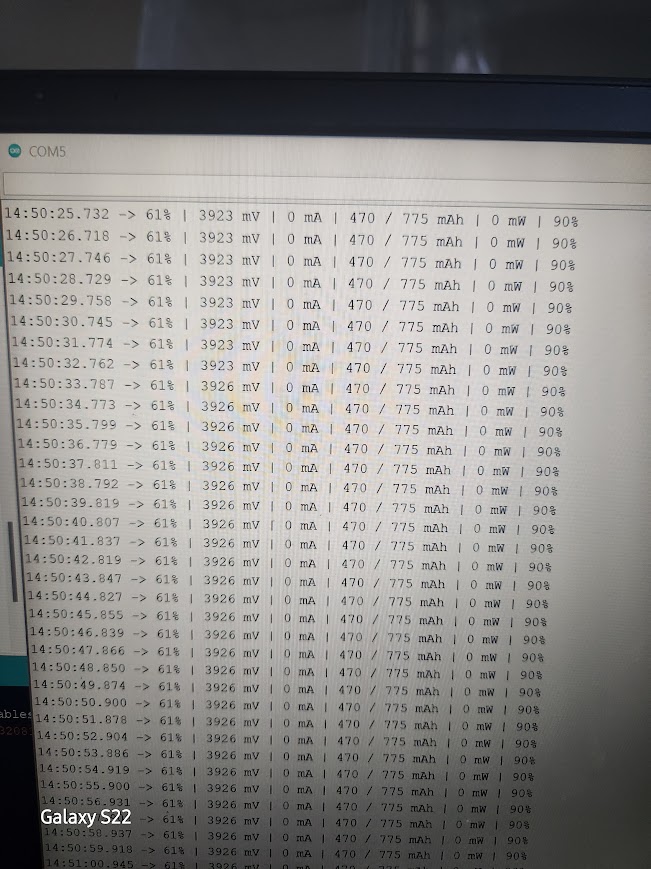 COM5
14:50:25.732 -> 61% | 3923 mV | 0 mA | 470 / 775 mAh | 0 mW | 90%
14:50:26.718 -> 61% | 3923 mV | 0 mA | 470 / 775 mAh | 0 mW | 90%
14:50:27.746 -> 61% | 3923 mV | 0 mA | 470 / 775 mAh | 0 mW | 90%
14:50:28.729 -> 61% | 3923 mV | 0 mA | 470 / 775 mAh | 0 mW | 90%
14:50:29.758 -> 61% | 3923 mV | 0 mA | 470 / 775 mAh | 0 mW | 90%
14:50:30.745 -> 61% | 3923 mV | 0 mA | 470 / 775 mAh | 0 mW | 90%
14:50:31.774 -> 61% | 3923 mV | 0 mA | 470 / 775 mAh | 0 mW | 90%
14:50:32.762 -> 61% | 3923 mV | 0 mA | 470 / 775 mAh | 0 mW | 90%
14:50:33.787 -> 61% | 3926 mV | 0 mA | 470 / 775 mAh | 0 mW | 90%
14:50:34.773 -> 61% | 3926 mV | 0 mA | 470 / 775 mAh | 0 mW | 90%
14:50:35.799 -> 61% | 3926 mV | 0 mA | 470 / 775 mAh | 0 mW | 90%
14:50:36.779 -> 61% | 3926 mV | 0 mA | 470 / 775 mAh | 0 mW | 90%
14:50:37.811 -> 61% | 3926 mV | 0 mA | 470 / 775 mAh | 0 mW | 90%
14:50:38.792 -> 61% | 3926 mV | 0 mA | 470 / 775 mAh | 0 mW | 90%
14:50:39.819 -> 61% | 3926 mV | 0 mA | 470 / 775 mAh | 0 mW | 90%
14:50:40.807 -> 61% | 3926 mV | 0 mA | 470 / 775 mAh | 0 mW | 90%
14:50:41.837 -> 61% | 3926 mV | 0 mA | 470 / 775 mAh | 0 mW | 90%
14:50:42.819 -> 61% | 3926 mV | 0 mA | 470 / 775 mAh | 0 mW | 90%
14:50:43.847 -> 61% | 3926 mV | 0 mA | 470 / 775 mAh | 0 mW | 90%
14:50:44.827 -> 61% | 3926 mV | 0 mA | 470 / 775 mAh | 0 mW | 90%
14:50:45.855 -> 61% | 3926 mV | 0 mA | 470 / 775 mAh | 0 mW | 90%
14:50:46.839 -> 61% | 3926 mV | 0 mA | 470 / 775 mAh | 0 mW | 90%
14:50:47.866 -> 61% | 3926 mV | 0 mA | 470 / 775 mAh | 0 mW | 90%
14:50:48.850 -> 61% | 3926 mV | 0 mA | 470 / 775 mAh | 0 mW | 90%
14:50:49.874 -> 61% | 3926 mV | 0 mA | 470 / 775 mAh | 0 mW | 90%
14:50:50.900 -> 61% | 3926 mV | 0 mA | 470 / 775 mAh | 0 mW | 90%
14:50:51.878 -> 61% | 3926 mV | 0 mA | 470 / 775 mAh | 0 mW | 90%
14:50:52.904 -> 61% | 3926 mV | 0 mA | 470 / 775 mAh | 0 mW | 90%
14:50:53.886 -> 61% | 3926 mV | 0 mA | 470 / 775 mAh | 0 mW | 90%
14:50:54.919 -> 61% | 3926 mV | 0 mA | 470 / 775 mAh | 0 mW | 90%
14:50:55.900 -> 61% | 3926 mV | 0 mA | 470 / 775 mAh | 0 mW | 90%
14:50:56.931 -> 61% | 3926 mV | 0 mA | 470 / 775 mAh | 0 mW | 90%
-> 61% | 3926 mV | 0 mA | 470 / 775 mAh | 0 mW | 90%
14:50:58.937 -> 61% | 3926 mV | 0 mA | 470 / 775 mAh | 0 mW | 90%
14:50:59.918 -> 61% | 3926 mV | 0 mA | 470 / 775 mAh | 0 mW | 90%
14:51:00.945 -> 61% | 3926 mV | 0 mA | 470 / 775 mAh | 0 mW | 90%
ables
Galaxy S22